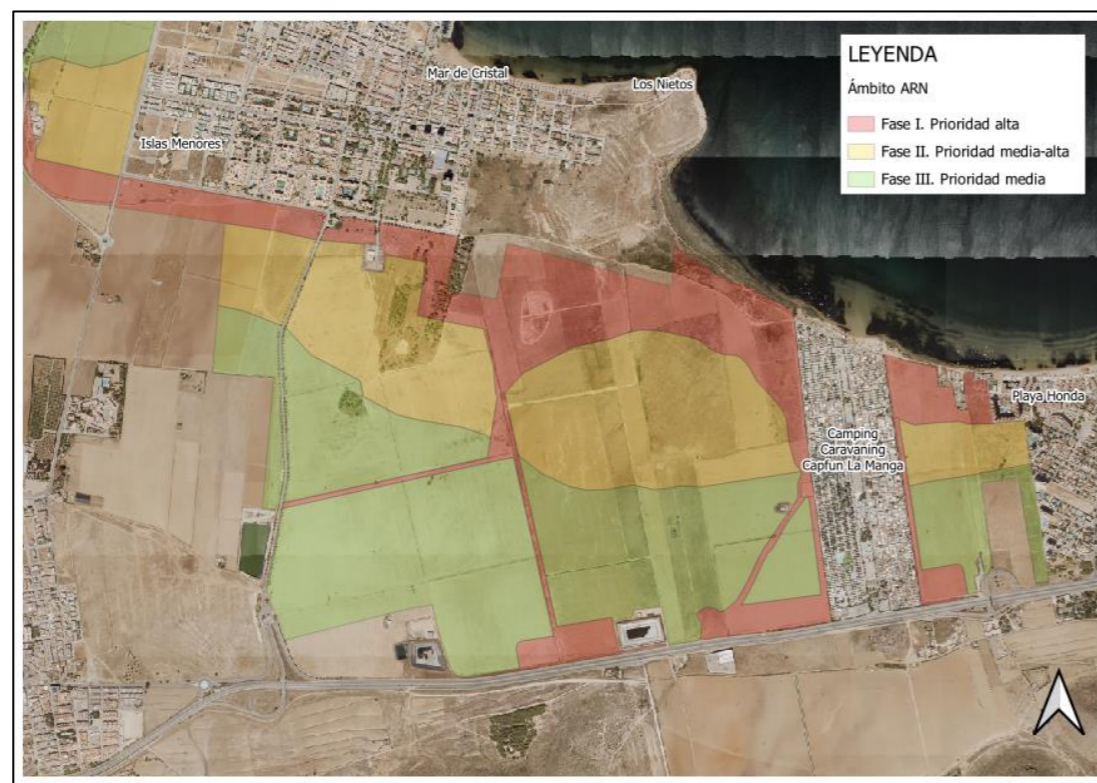 LEYENDA
Ámbito ARN
Fase I. Prioridad alta
Fase II. Prioridad media-alta
Fase III. Prioridad media
Mar de Cristal
Los Nietos
Islas Menores
Playa Honda
Camping
Caravaning
Capfun La Manga